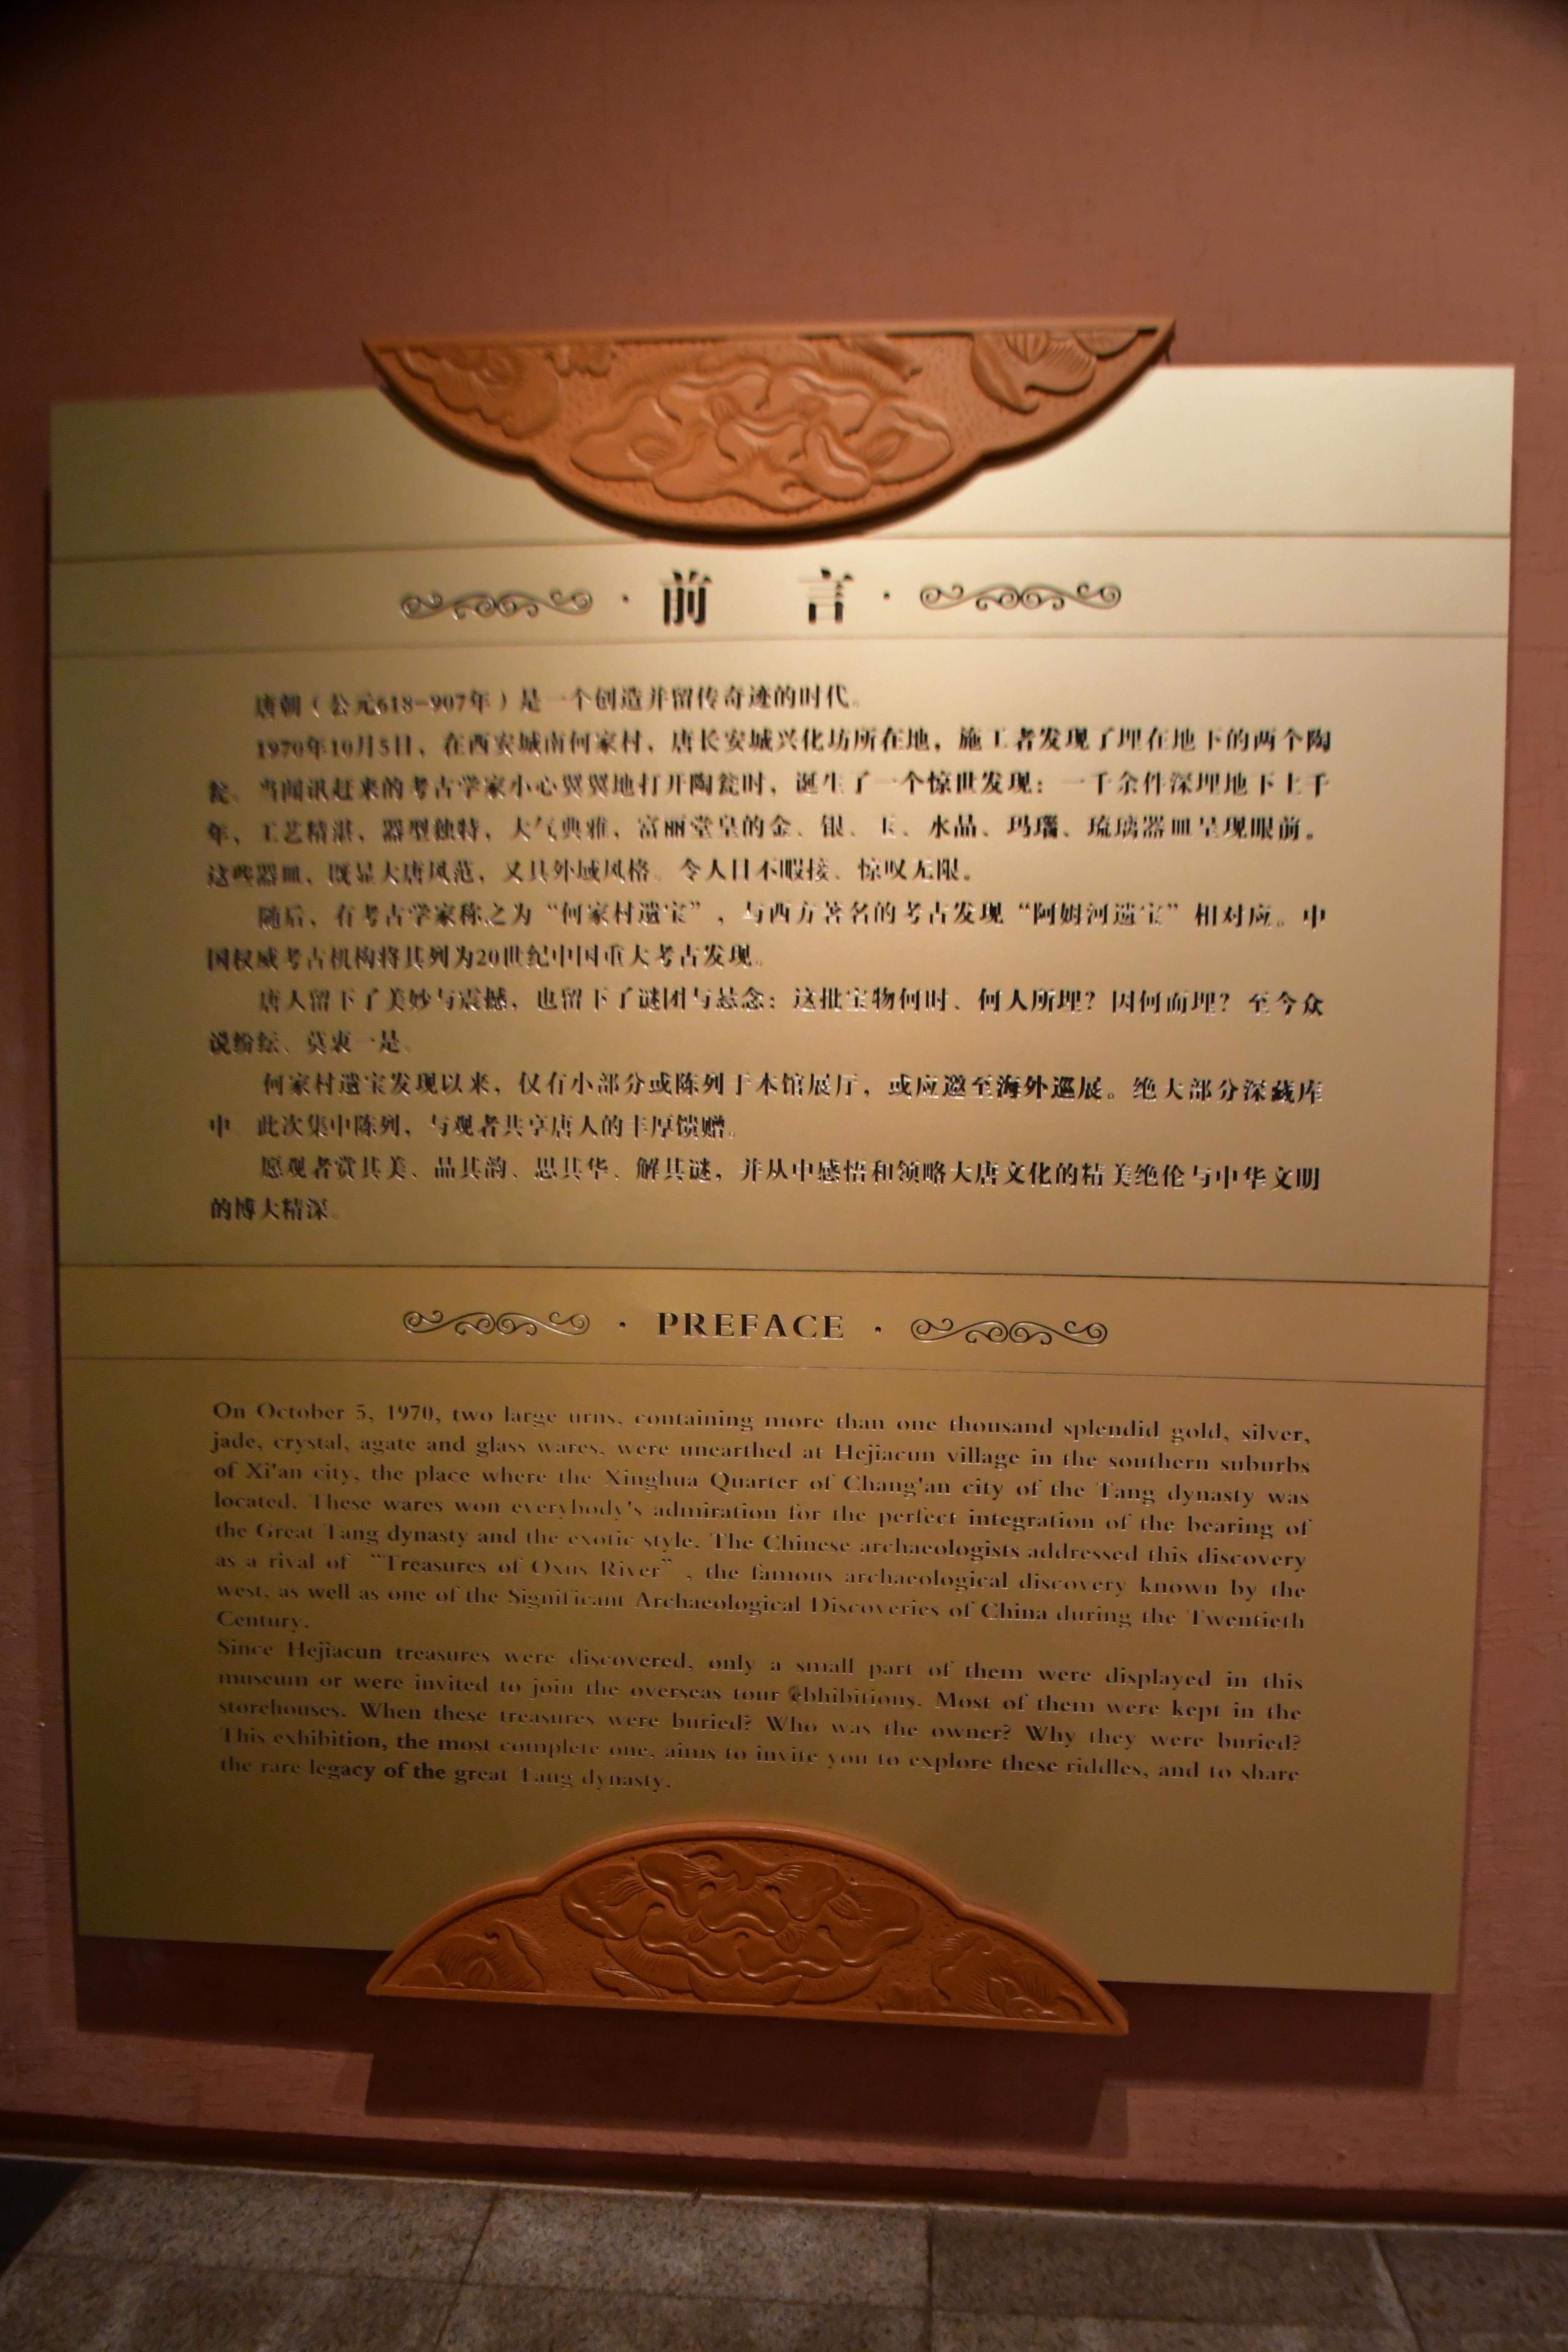 · 前 言 ·
唐朝（公元618-907年）是一个创造并留传奇迹的时代。
1970年10月5日，在西安城南何家村，唐长安城兴化坊所在地，施工者发现了埋在地下的两个陶
瓮。当闻讯赶来的考古学家小心翼翼地打开陶瓮时，诞生了一个惊世发现：一千余件深埋地下上千
年，工艺精湛，器型独特，大气典雅，富丽堂皇的金、银、玉、水晶、玛瑙、琉璃器皿呈现眼前。
这些器皿，既显大唐风范，又具外域风格。令人目不暇接、惊叹无限。
随后，有考古学家称之为“何家村遗宝”，与西方著名的考古发现“阿姆河遗宝”相对应。中
国权威考古机构将其列为20世纪中国重大考古发现。
唐人留下了美妙与震撼，也留下了谜团与悬念：这批宝物何时、何人所埋？因何而埋？至今众
说纷纭、莫衷一是。
何家村遗宝发现以来，仅有小部分或陈列于本馆展厅，或应邀至海外巡展。绝大部分深藏库
中。此次集中陈列，与观者共享唐人的丰厚馈赠。
愿观者赏其美、品其韵、思其华、解其谜，并从中感悟和领略大唐文化的精美绝伦与中华文明
的博大精深。
· PREFACE ·
On October 5, 1970, two large urns, containing more than one thousand splendid gold, silver,
jade, crystal, agate and glass wares, were unearthed at Hejiacun village in the southern suburbs
of Xi'an city, the place where the Xinghua Quarter of Chang'an city of the Tang dynasty was
located. These wares won everybody's admiration for the perfect integration of the bearing of
the Great Tang dynasty and the exotic style. The Chinese archaeologists addressed this discovery
as a rival of “Treasures of Oxus River” , the famous archaeological discovery known by the
west, as well as one of the Significant Archaeological Discoveries of China during the Twentieth
Century.
Since Hejiacun treasures were discovered, only a small part of them were displayed in this
museum or were invited to join the overseas tour ebhibitions. Most of them were kept in the
storehouses. When these treasures were buried? Who was the owner? Why they were buried?
This exhibition, the most complete one, aims to invite you to explore these riddles, and to share
the rare legacy of the great Tang dynasty.